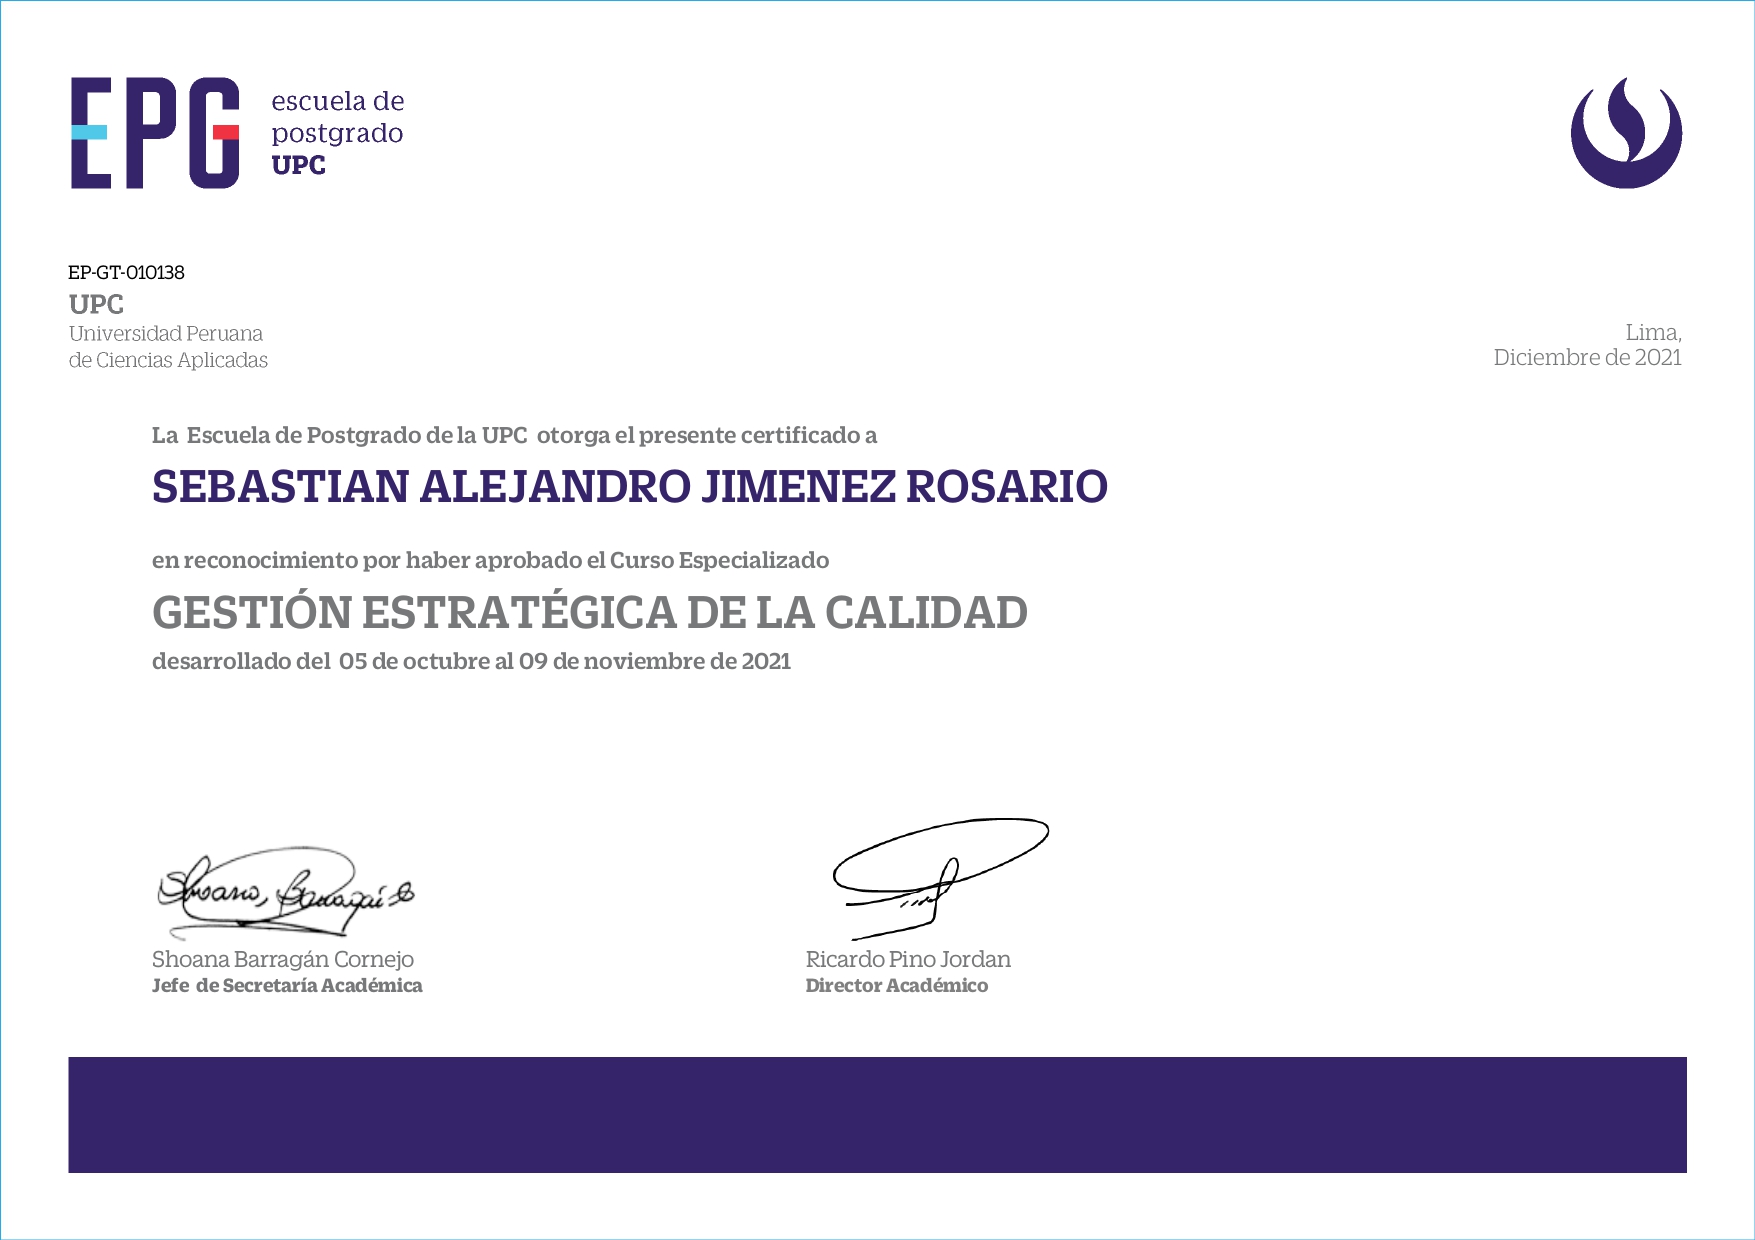 EPG
escuela de
postgrado
UPC
EP-GT-010138
UPC
Universidad Peruana
de Ciencias Aplicadas
Lima,
Diciembre de 2021
La Escuela de Postgrado de la UPC otorga el presente certificado a
SEBASTIAN ALEJANDRO JIMENEZ ROSARIO
en reconocimiento por haber aprobado el Curso Especializado
GESTIÓN ESTRATÉGICA DE LA CALIDAD
desarrollado del 05 de octubre al 09 de noviembre de 2021
Shoana Barragán Cornejo
Jefe de Secretaría Académica
Ricardo Pino Jordan
Director Académico